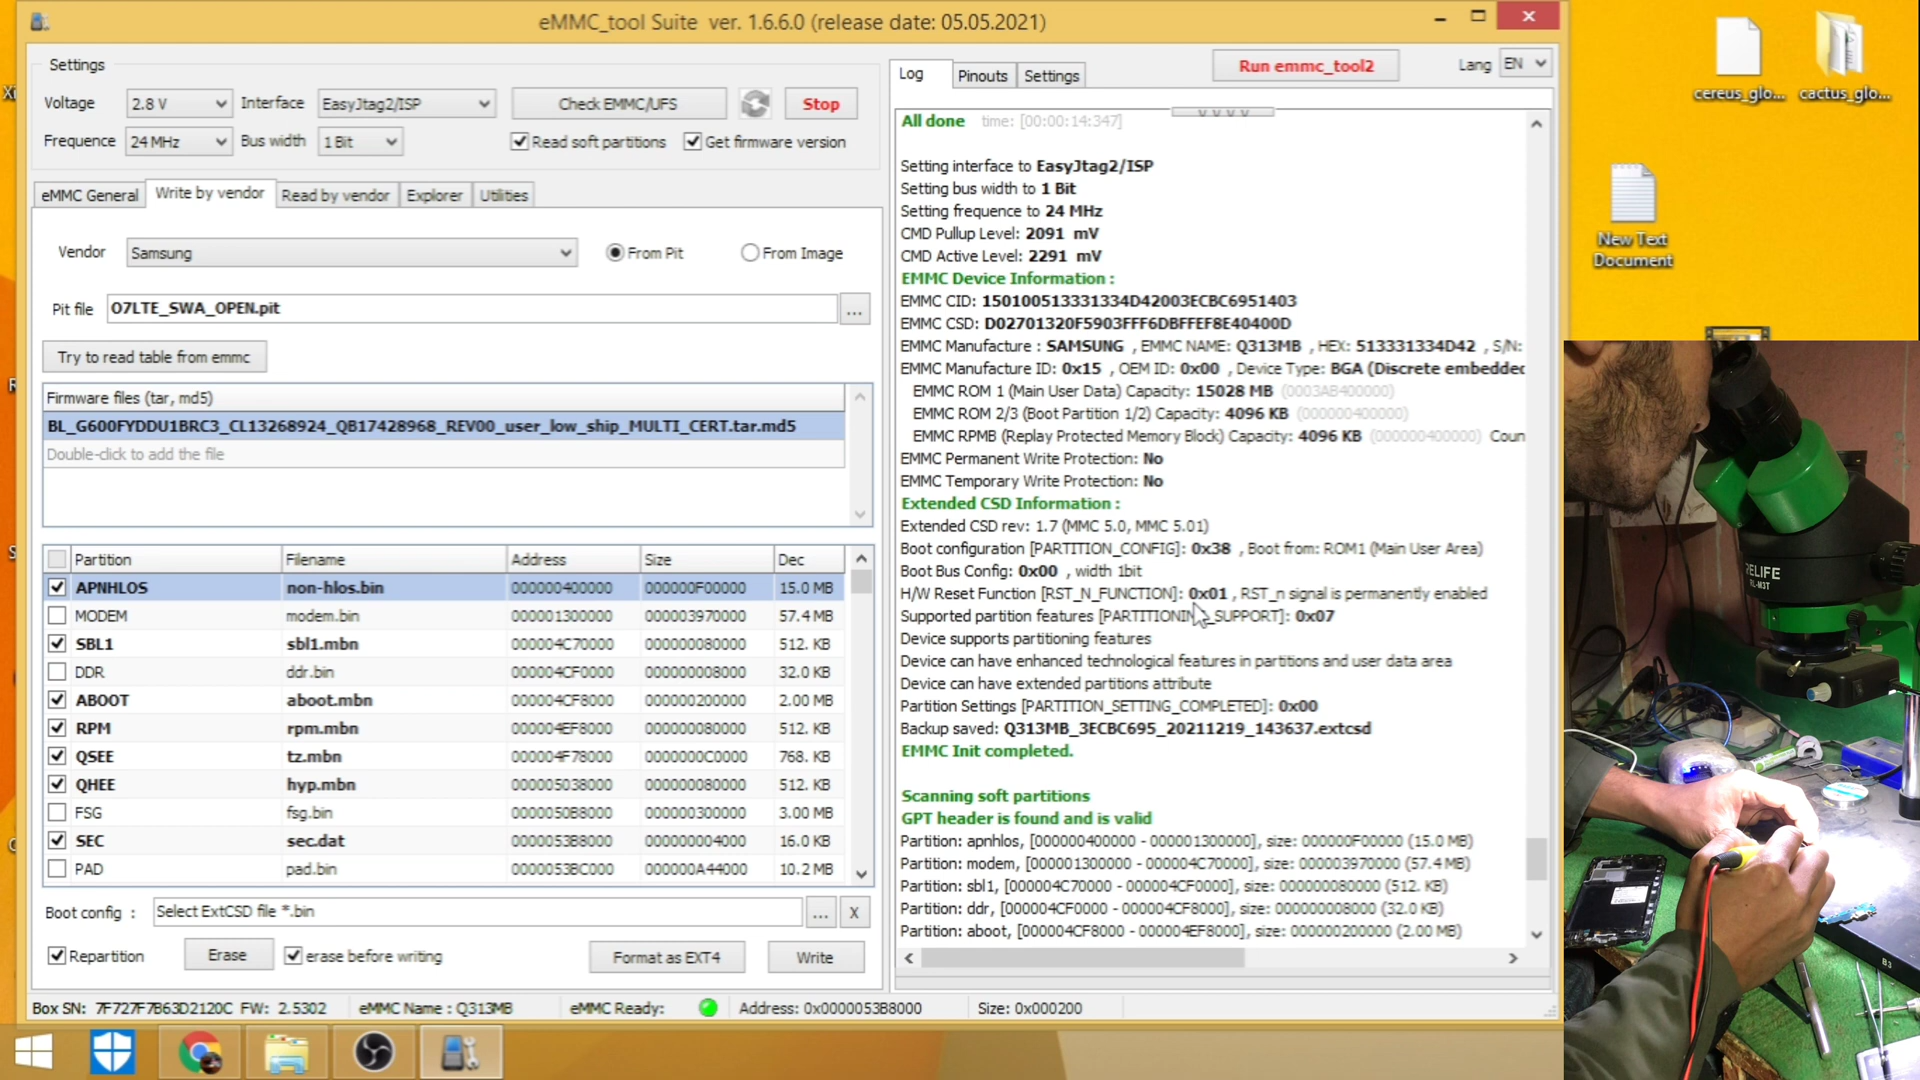 eMMC_tool Suite ver. 1.6.6.0 (release date: 05.05.2021)
Settings
Voltage 2.8 V Interface EasyJtag2/ISP Check EMMC/UFS Stop
Frequency 24 MHz Bus width 1 Bit Read soft partitions Get firmware version
eMMC General Write by vendor Read by vendor Explorer Utilities
Vendor Samsung From Pit From Image
Pit file O7LTE_SWA_OPEN.pit ...
Try to read table from emmc
Firmware files (tar, md5)
BL_G600FYDDU1BRC3_CL13268924_QB17428968_REV00_user_low_ship_MULTI_CERT.tar.md5
Double-click to add the file
Partition Filename Address Size Dec
APNHLOS non-hlos.bin 000000400000 000000F00000 15.0 MB
MODEM modem.bin 000001300000 000003970000 57.4 MB
SBL1 sbl1.mbn 000004C70000 000000080000 512. KB
DDR ddr.bin 000004CF0000 000000008000 32.0 KB
ABOOT aboot.mbn 000004CF8000 000000200000 2.00 MB
RPM rpm.mbn 000004EF8000 000000080000 512. KB
QSEE tz.mbn 000004F78000 0000000C0000 768. KB
QHEE hyp.mbn 000005038000 000000080000 512. KB
FSG fsg.bin 0000050B8000 000000300000 3.00 MB
SEC sec.dat 0000053B8000 000000004000 16.0 KB
PAD pad.bin 0000053BC000 000000A44000 10.2 MB
Boot config : Select ExtCSD file *.bin ... X
Repartition Erase erase before writing Format as EXT4 Write
Log Pinouts Settings Run emmc_tool2 Lang EN
All done time: [00:00:14:347]
Setting interface to EasyJtag2/ISP
Setting bus width to 1 Bit
Setting frequency to 24 MHz
CMD Pullup Level: 2091 mV
CMD Active Level: 2291 mV
EMMC Device Information :
EMMC CID: 150100513331334D42003ECBC6951403
EMMC CSD: D02701320F5903FFF6DBFFEF8E40400D
EMMC Manufacture : SAMSUNG , EMMC NAME: Q313MB , HEX: 513331334D42 , S/N:
EMMC Manufacture ID: 0x15 , OEM ID: 0x00 , Device Type: BGA (Discrete embedded
EMMC ROM 1 (Main User Data) Capacity: 15028 MB (0003AB400000)
EMMC ROM 2/3 (Boot Partition 1/2) Capacity: 4096 KB (000000400000)
EMMC RPMB (Replay Protected Memory Block) Capacity: 4096 KB (000000400000) Coun
EMMC Permanent Write Protection: No
EMMC Temporary Write Protection: No
Extended CSD Information :
Extended CSD rev: 1.7 (MMC 5.0, MMC 5.01)
Boot configuration [PARTITION_CONFIG]: 0x38 , Boot from: ROM1 (Main User Area)
Boot Bus Config: 0x00 , width 1bit
H/W Reset Function [RST_N_FUNCTION]: 0x01 , RST_n signal is permanently enabled
Supported partition features [PARTITIONING_SUPPORT]: 0x07
Device supports partitioning features
Device can have enhanced technological features in partitions and user data area
Device can have extended partitions attribute
Partition Settings [PARTITION_SETTING_COMPLETED]: 0x00
Backup saved: Q313MB_3ECBC695_20211219_143637.extcsd
EMMC Init completed.
Scanning soft partitions
GPT header is found and is valid
Partition: apnhlos, [000000400000 - 000001300000], size: 000000F00000 (15.0 MB)
Partition: modem, [000001300000 - 000004C70000], size: 000003970000 (57.4 MB)
Partition: sbl1, [000004C70000 - 000004CF0000], size: 000000080000 (512. KB)
Partition: ddr, [000004CF0000 - 000004CF8000], size: 000000008000 (32.0 KB)
Partition: aboot, [000004CF8000 - 000004EF8000], size: 000000200000 (2.00 MB)
Box SN: 7F727F7B63D2120C FW: 2.5302 eMMC Name : Q313MB eMMC Ready: Address: 0x0000053B8000 Size: 0x000200
cereus_glo... cactus_glo...
New Text
Document
RELIFE
RL-M3T
B3